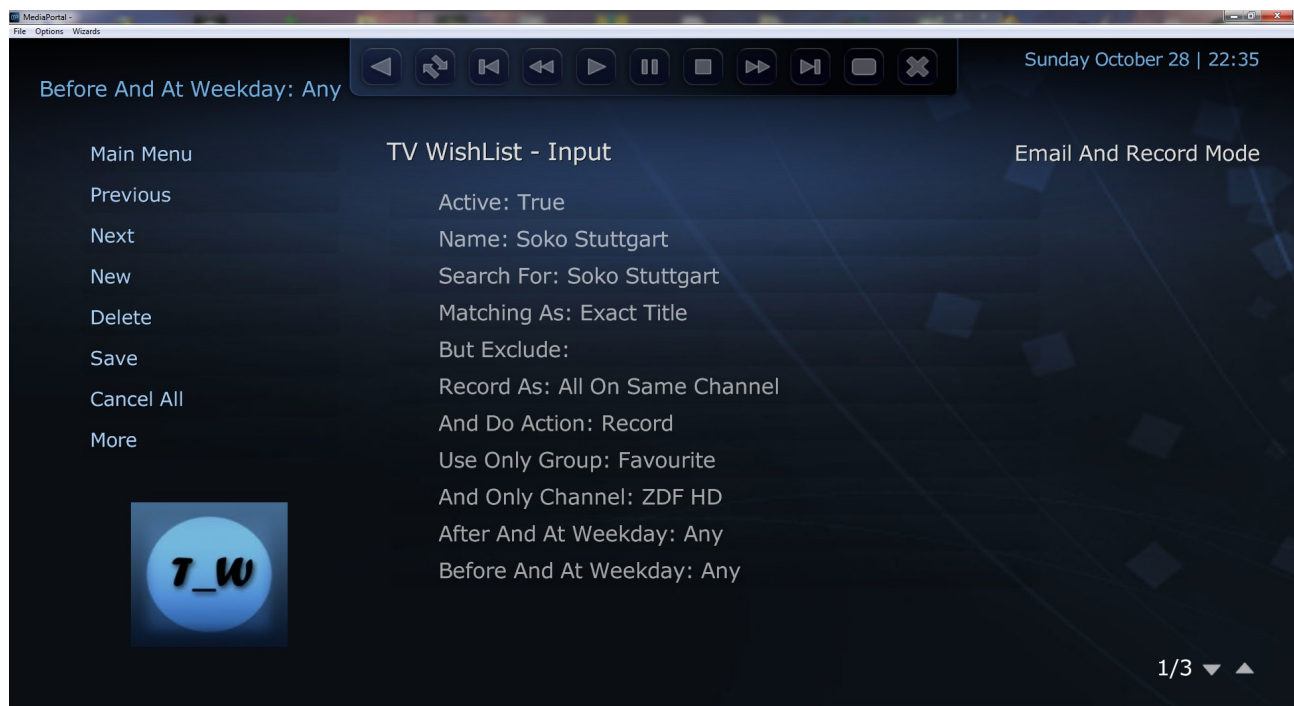 MediaPortal -
File Options Wizards
Sunday October 28 | 22:35
Before And At Weekday: Any
Main Menu
Previous
Next
New
Delete
Save
Cancel All
More
T_W
TV WishList - Input
Email And Record Mode
Active: True
Name: Soko Stuttgart
Search For: Soko Stuttgart
Matching As: Exact Title
But Exclude:
Record As: All On Same Channel
And Do Action: Record
Use Only Group: Favourite
And Only Channel: ZDF HD
After And At Weekday: Any
Before And At Weekday: Any
1/3